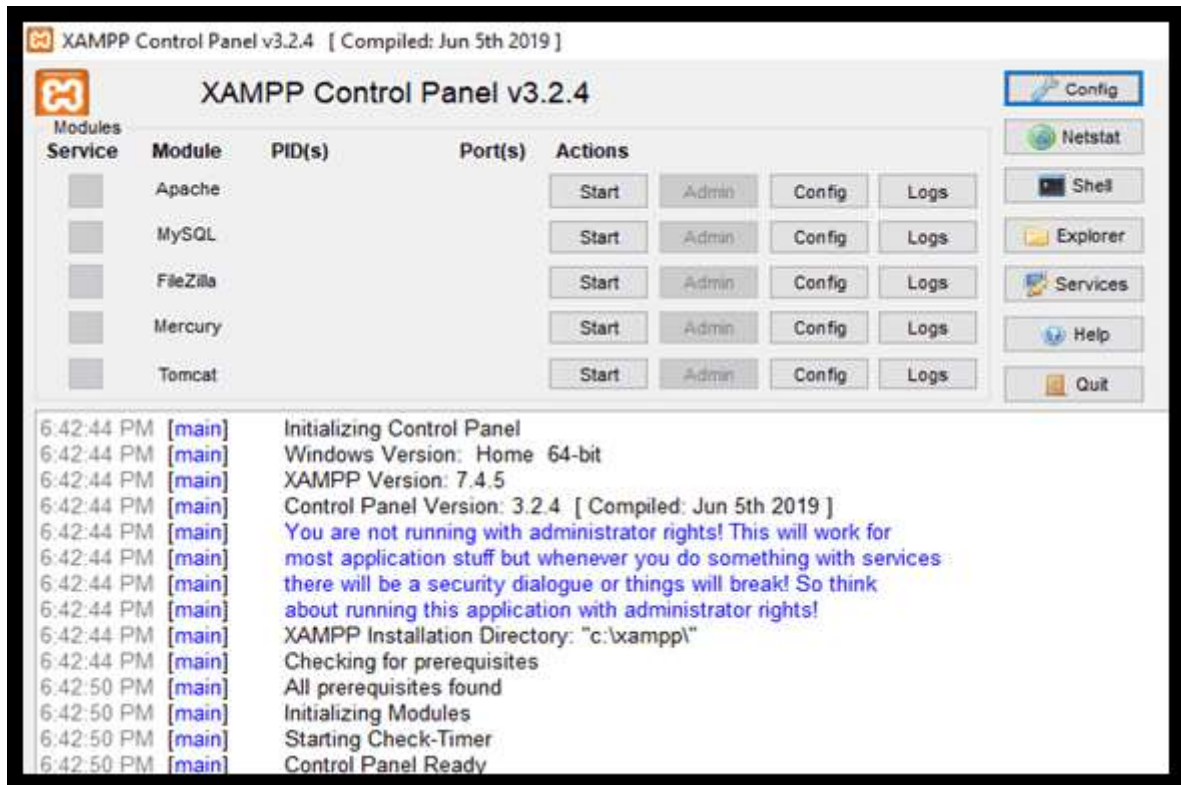 XAMPP Control Panel v3.2.4 [ Compiled: Jun 5th 2019 ]
XAMPP Control Panel v3.2.4
Config
Modules
Service Module PID(s) Port(s) Actions
Netstat
Apache Start Admin Config Logs
Shell
MySQL Start Admin Config Logs
Explorer
FileZilla Start Admin Config Logs
Services
Mercury Start Admin Config Logs
Help
Tomcat Start Admin Config Logs
Quit
6:42:44 PM [main] Initializing Control Panel
6:42:44 PM [main] Windows Version: Home 64-bit
6:42:44 PM [main] XAMPP Version: 7.4.5
6:42:44 PM [main] Control Panel Version: 3.2.4 [ Compiled: Jun 5th 2019 ]
6:42:44 PM [main] You are not running with administrator rights! This will work for
6:42:44 PM [main] most application stuff but whenever you do something with services
6:42:44 PM [main] there will be a security dialogue or things will break! So think
6:42:44 PM [main] about running this application with administrator rights!
6:42:44 PM [main] XAMPP Installation Directory: "c:\xampp\"
6:42:44 PM [main] Checking for prerequisites
6:42:50 PM [main] All prerequisites found
6:42:50 PM [main] Initializing Modules
6:42:50 PM [main] Starting Check-Timer
6:42:50 PM [main] Control Panel Ready